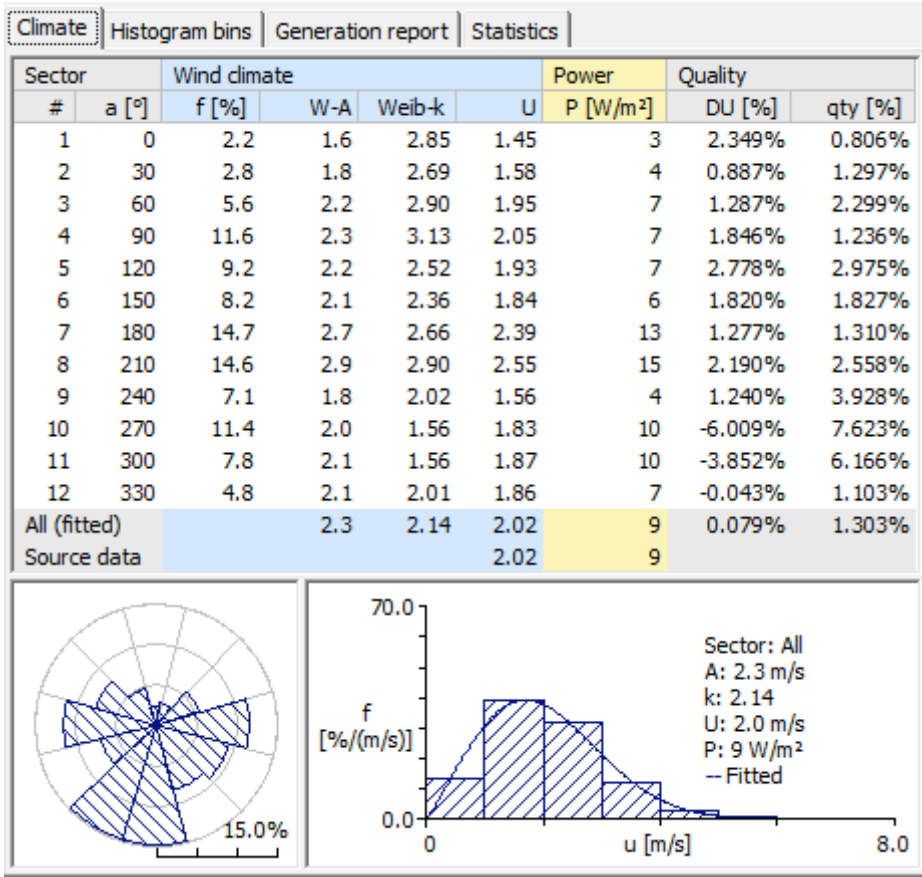 Climate Histogram bins Generation report Statistics
Sector Wind climate Power Quality
# a [°] f [%] W-A Weib-k U P [W/m²] DU [%] qty [%]
1 0 2.2 1.6 2.85 1.45 3 2.349% 0.806%
2 30 2.8 1.8 2.69 1.58 4 0.887% 1.297%
3 60 5.6 2.2 2.90 1.95 7 1.287% 2.299%
4 90 11.6 2.3 3.13 2.05 7 1.846% 1.236%
5 120 9.2 2.2 2.52 1.93 7 2.778% 2.975%
6 150 8.2 2.1 2.36 1.84 6 1.820% 1.827%
7 180 14.7 2.7 2.66 2.39 13 1.277% 1.310%
8 210 14.6 2.9 2.90 2.55 15 2.190% 2.558%
9 240 7.1 1.8 2.02 1.56 4 1.240% 3.928%
10 270 11.4 2.0 1.56 1.83 10 -6.009% 7.623%
11 300 7.8 2.1 1.56 1.87 10 -3.852% 6.166%
12 330 4.8 2.1 2.01 1.86 7 -0.043% 1.103%
All (fitted) 2.3 2.14 2.02 9 0.079% 1.303%
Source data 2.02 9
15.0%
70.0
f
[%/(m/s)]
0.0
0 u [m/s] 8.0
Sector: All
A: 2.3 m/s
k: 2.14
U: 2.0 m/s
P: 9 W/m²
-- Fitted